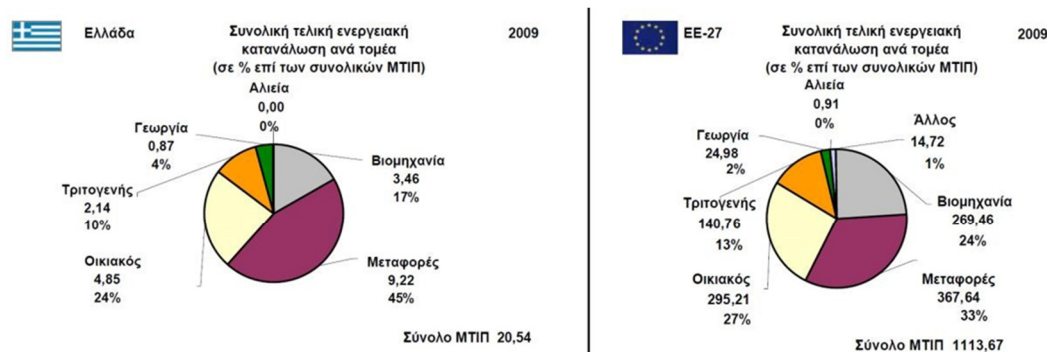 Ελλάδα
Συνολική τελική ενεργειακή
κατανάλωση ανά τομέα
(σε % επί των συνολικών ΜΤΙΠ)
2009
Αλιεία
0,00
0%
Γεωργία
0,87
4%
Βιομηχανία
3,46
17%
Τριτογενής
2,14
10%
Οικιακός
4,85
24%
Μεταφορές
9,22
45%
Σύνολο ΜΤΙΠ 20,54
ΕΕ-27
Συνολική τελική ενεργειακή
κατανάλωση ανά τομέα
(σε % επί των συνολικών ΜΤΙΠ)
2009
Αλιεία
0,91
0%
Άλλος
14,72
1%
Γεωργία
24,98
2%
Τριτογενής
140,76
13%
Βιομηχανία
269,46
24%
Οικιακός
295,21
27%
Μεταφορές
367,64
33%
Σύνολο ΜΤΙΠ 1113,67